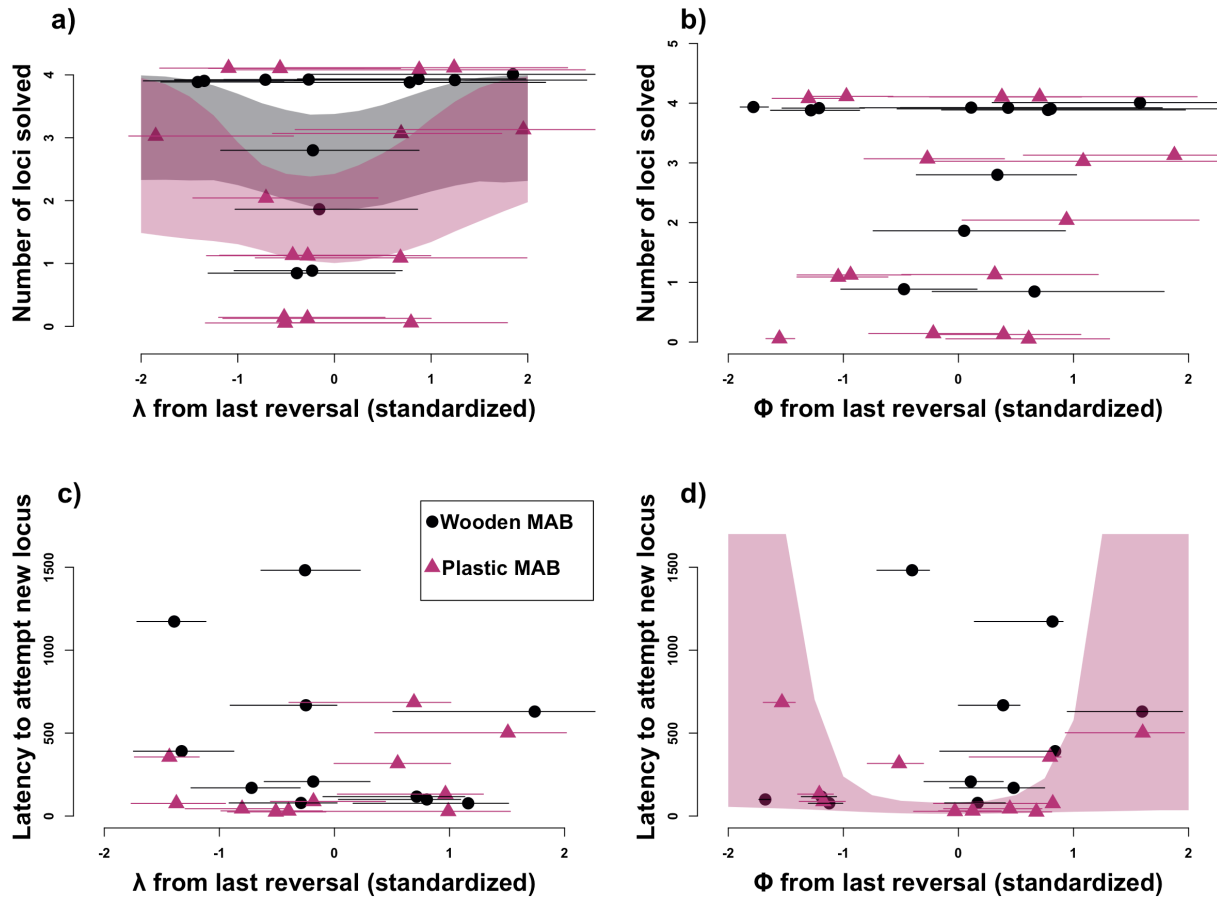 a)
Number of loci solved
4
3
2
1
0
-2 -1 0 1 2
λ from last reversal (standardized)
b)
Number of loci solved
5
4
3
2
1
0
-2 -1 0 1 2
Φ from last reversal (standardized)
c)
Latency to attempt new locus
1500
1000
500
0
Wooden MAB
Plastic MAB
-2 -1 0 1 2
λ from last reversal (standardized)
d)
Latency to attempt new locus
1500
1000
500
0
-2 -1 0 1 2
Φ from last reversal (standardized)